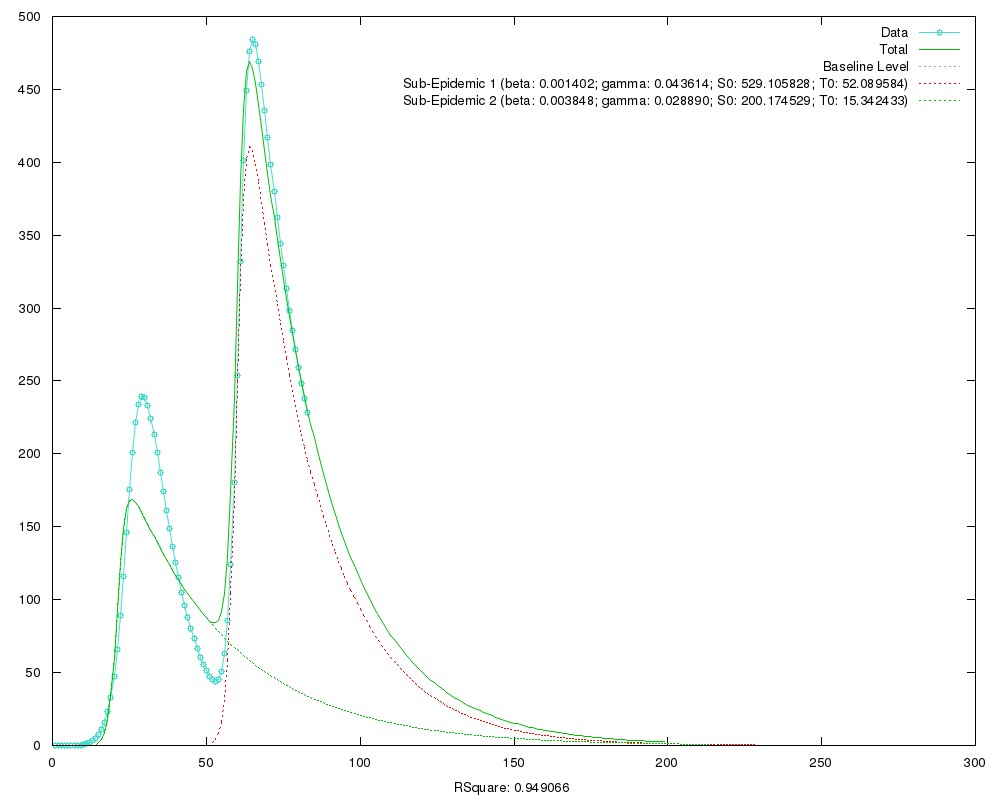 500
450
400
350
300
250
200
150
100
50
0
Data
Total
Baseline Level
Sub-Epidemic 1 (beta: 0.001402; gamma: 0.043614; S0: 529.105828; T0: 52.089584)
Sub-Epidemic 2 (beta: 0.003848; gamma: 0.028890; S0: 200.174529; T0: 15.342433)
0 50 100 150 200 250 300
RSquare: 0.949066